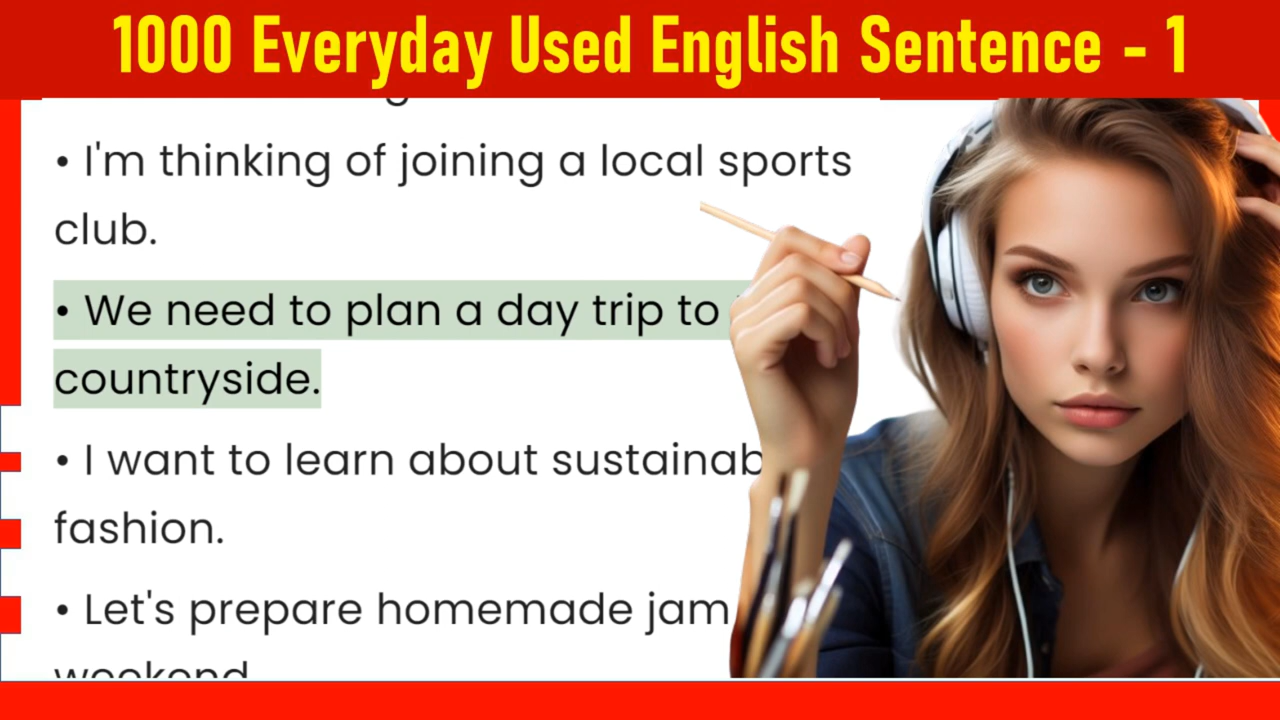 1000 Everyday Used English Sentence - 1
• I'm thinking of joining a local sports
club.
• We need to plan a day trip to
countryside.
• I want to learn about
fashion.
• Let's prepare homemade jam
weekend